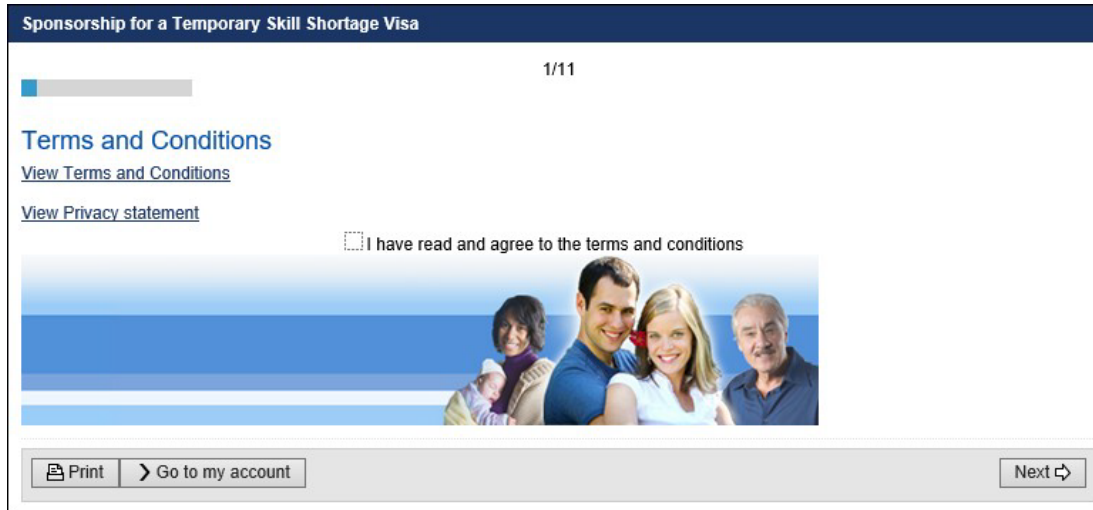 Sponsorship for a Temporary Skill Shortage Visa
1/11
Terms and Conditions
View Terms and Conditions
View Privacy statement
I have read and agree to the terms and conditions
Print
Go to my account
Next